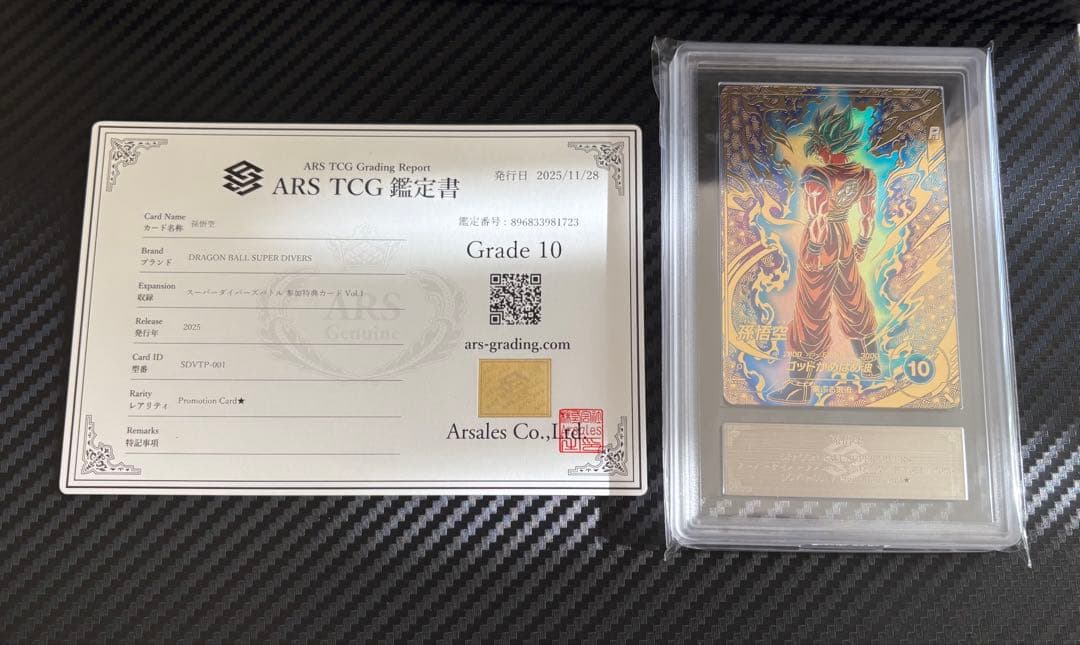 ARS TCG Grading Report
ARS TCG 鑑定書
発行日 2025/11/28
Card Name
カード名称 孫悟空
鑑定番号 : 896833981723
Grade 10
Brand
ブランド DRAGON BALL SUPER DIVERS
Expansion
収録 スーパーダイバーズバトル 参加特典カード Vol.1
Release
発行年 2025
Card ID
型番 SDVTP-001
Rarity
レアリティ Promotion Card★
Remarks
特記事項
ARS
Genuine
ars-grading.com
Arsales Co.,Ltd.
孫悟空
ゴッドかめはめ波
10